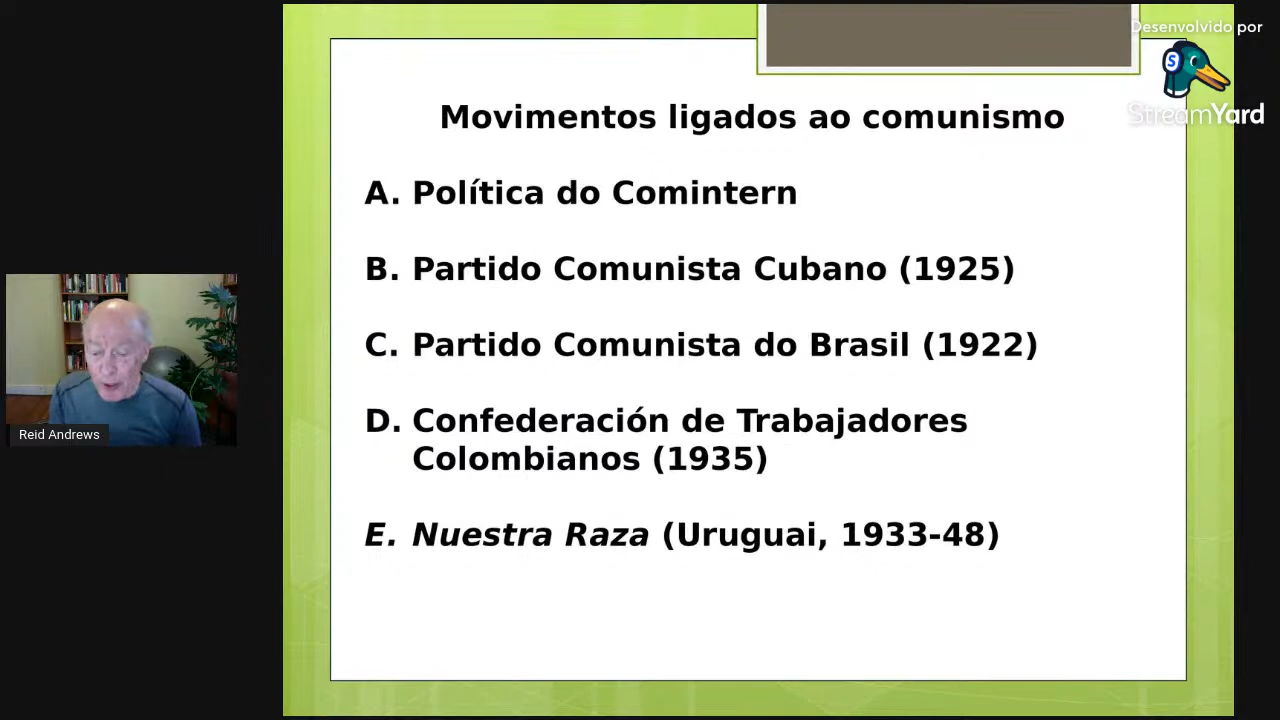 Desenvolvido por
S
StreamYard
Movimentos ligados ao comunismo
A. Política do Comintern
B. Partido Comunista Cubano (1925)
C. Partido Comunista do Brasil (1922)
D. Confederación de Trabajadores
Colombianos (1935)
E. Nuestra Raza (Uruguai, 1933-48)
Reid Andrews